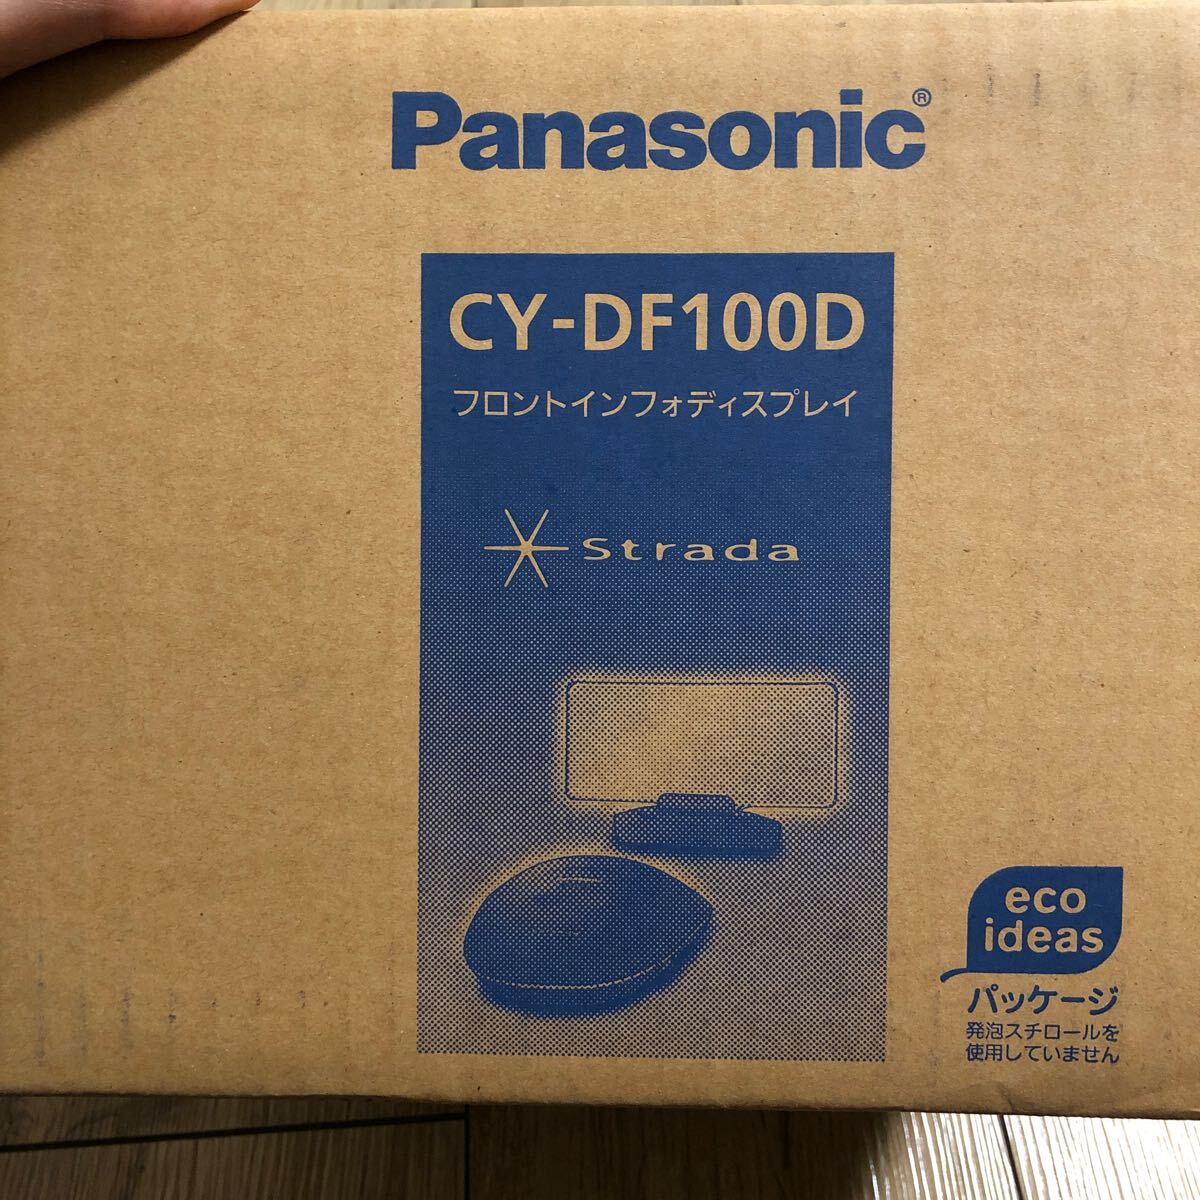 Panasonic®
CY-DF100D
フロントインフォディスプレイ
Strada
eco
ideas
パッケージ
発泡スチロールを
使用していません